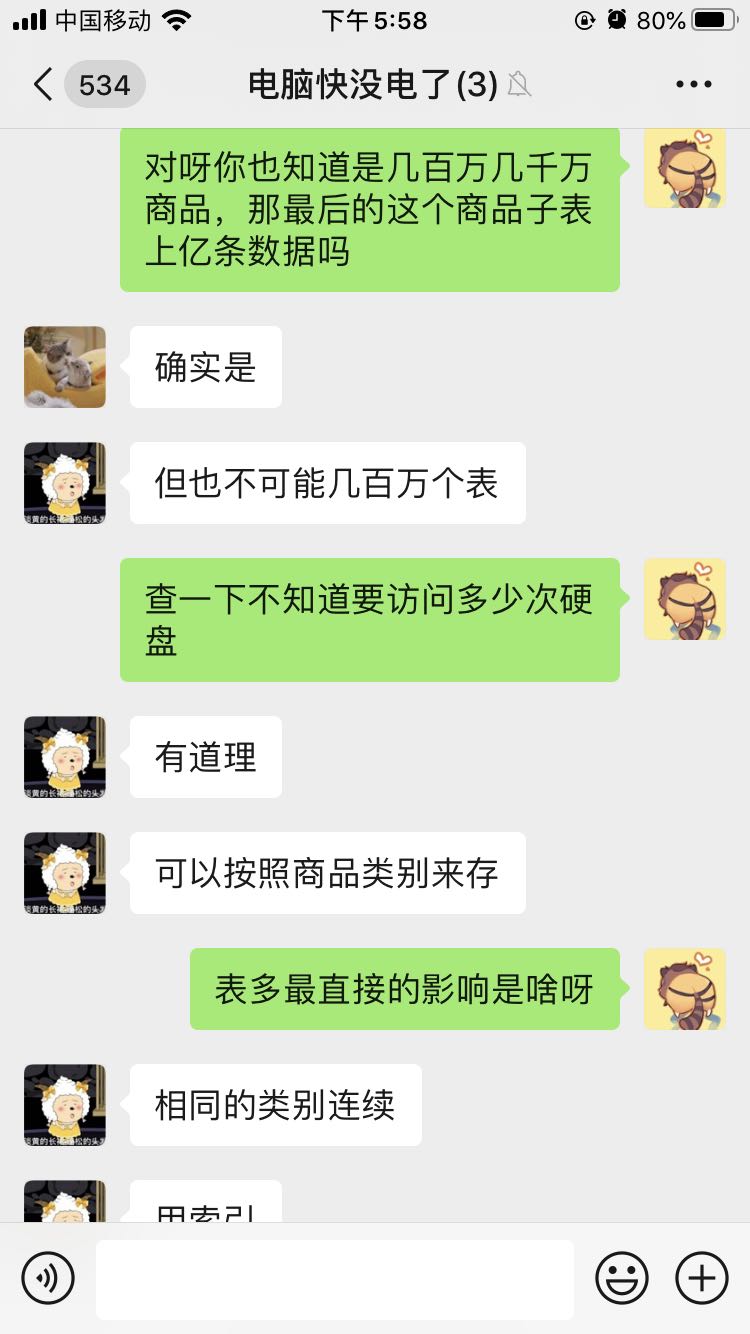 中国移动
下午5:58
80%
534
电脑快没电了(3)
对呀你也知道是几百万几千万
商品，那最后的这个商品子表
上亿条数据吗
确实是
但也不可能几百万个表
查一下不知道要访问多少次硬
盘
有道理
可以按照商品类别来存
表多最直接的影响是啥呀
相同的类别连续
用索引